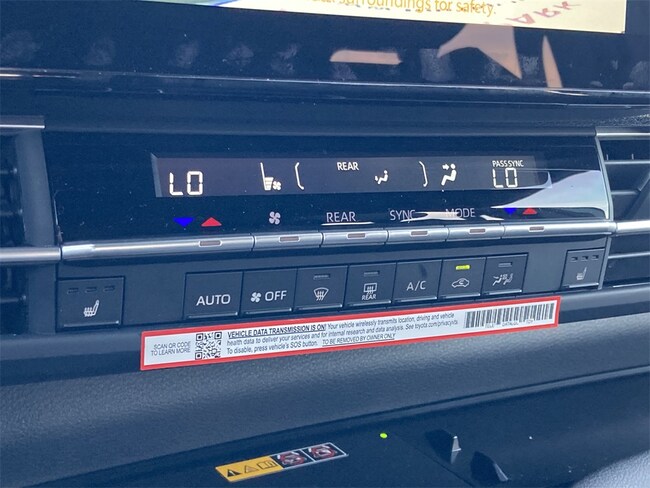 surroundings for safety.
PARK
REAR
PASS SYNC
LO
LO
REAR
SYNC
MODE
AUTO
OFF
REAR
A/C
SCAN QR CODE
TO LEARN MORE
VEHICLE DATA TRANSMISSION IS ON! Your vehicle wirelessly transmits location, driving and vehicle
health data to deliver your services and for internal research and data analysis. See toyota.com/privacyvts.
To disable, press vehicle's SOS button. TO BE REMOVED BY OWNER ONLY